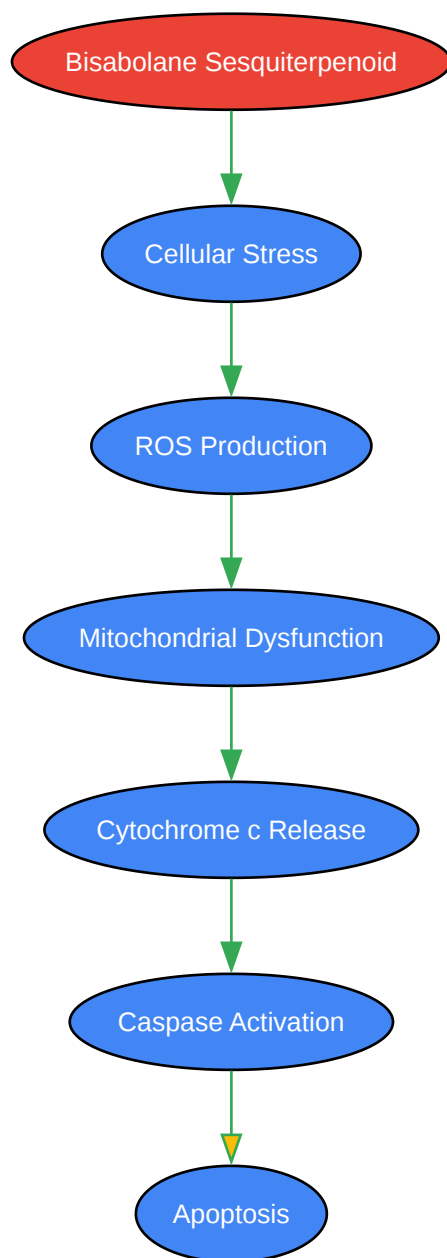 Bisabolane Sesquiterpenoid
Cellular Stress
ROS Production
Mitochondrial Dysfunction
Cytochrome c Release
Caspase Activation
Apoptosis